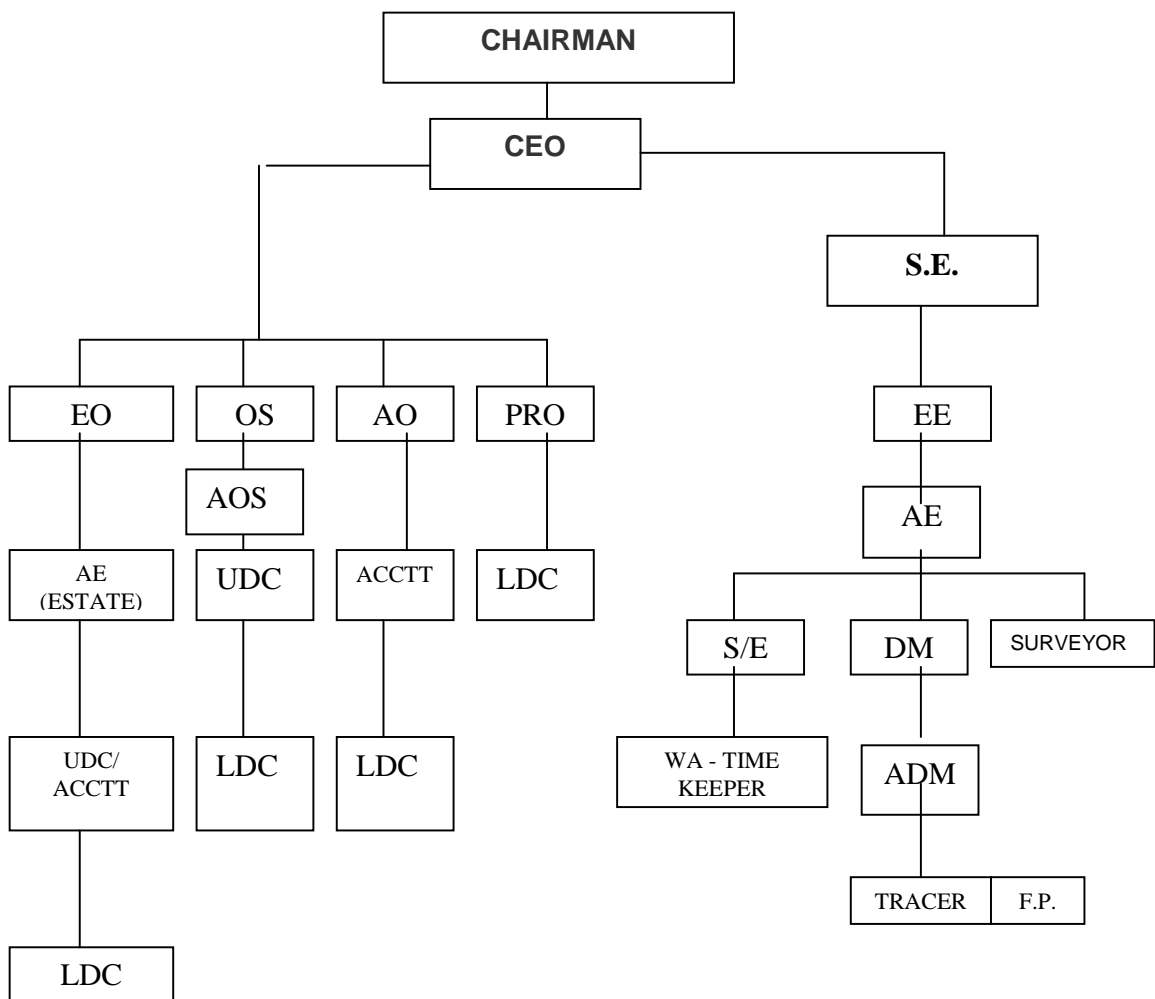 CHAIRMAN
CEO
S.E.
EO
OS
AO
PRO
EE
AOS
AE
AE
(ESTATE)
UDC
ACCTT
LDC
S/E
DM
SURVEYOR
UDC/
ACCTT
LDC
LDC
WA - TIME
KEEPER
ADM
TRACER
F.P.
LDC